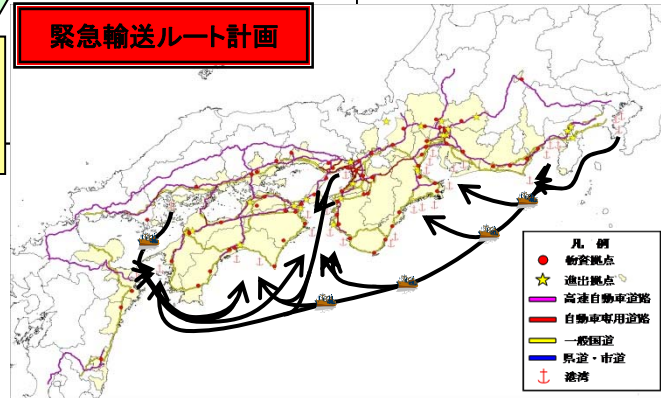 緊急輸送ルート計画
凡 例
物資拠点
進出拠点
高速自動車道路
自動車専用道路
一般国道
県道・市道
港湾